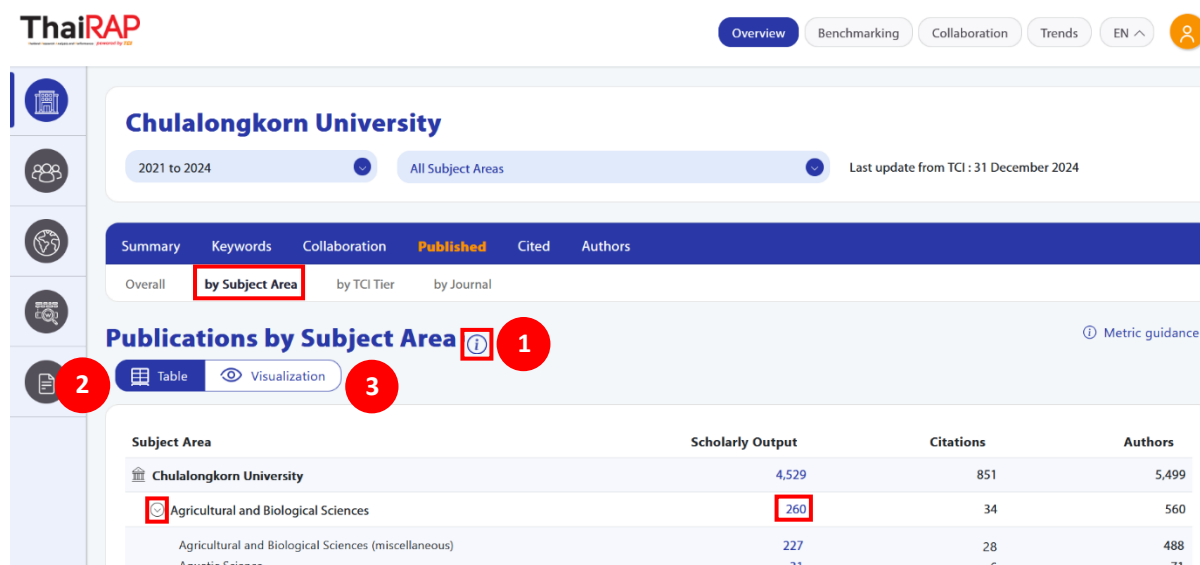 ThaiRAP
Overview Benchmarking Collaboration Trends EN
Chulalongkorn University
2021 to 2024 All Subject Areas Last update from TCI : 31 December 2024
Summary Keywords Collaboration Published Cited Authors
Overall by Subject Area by TCI Tier by Journal
Publications by Subject Area i 1 i Metric guidance
2 Table Visualization 3
Subject Area Scholarly Output Citations Authors
Chulalongkorn University 4,529 851 5,499
Agricultural and Biological Sciences 260 34 560
Agricultural and Biological Sciences (miscellaneous) 227 28 488